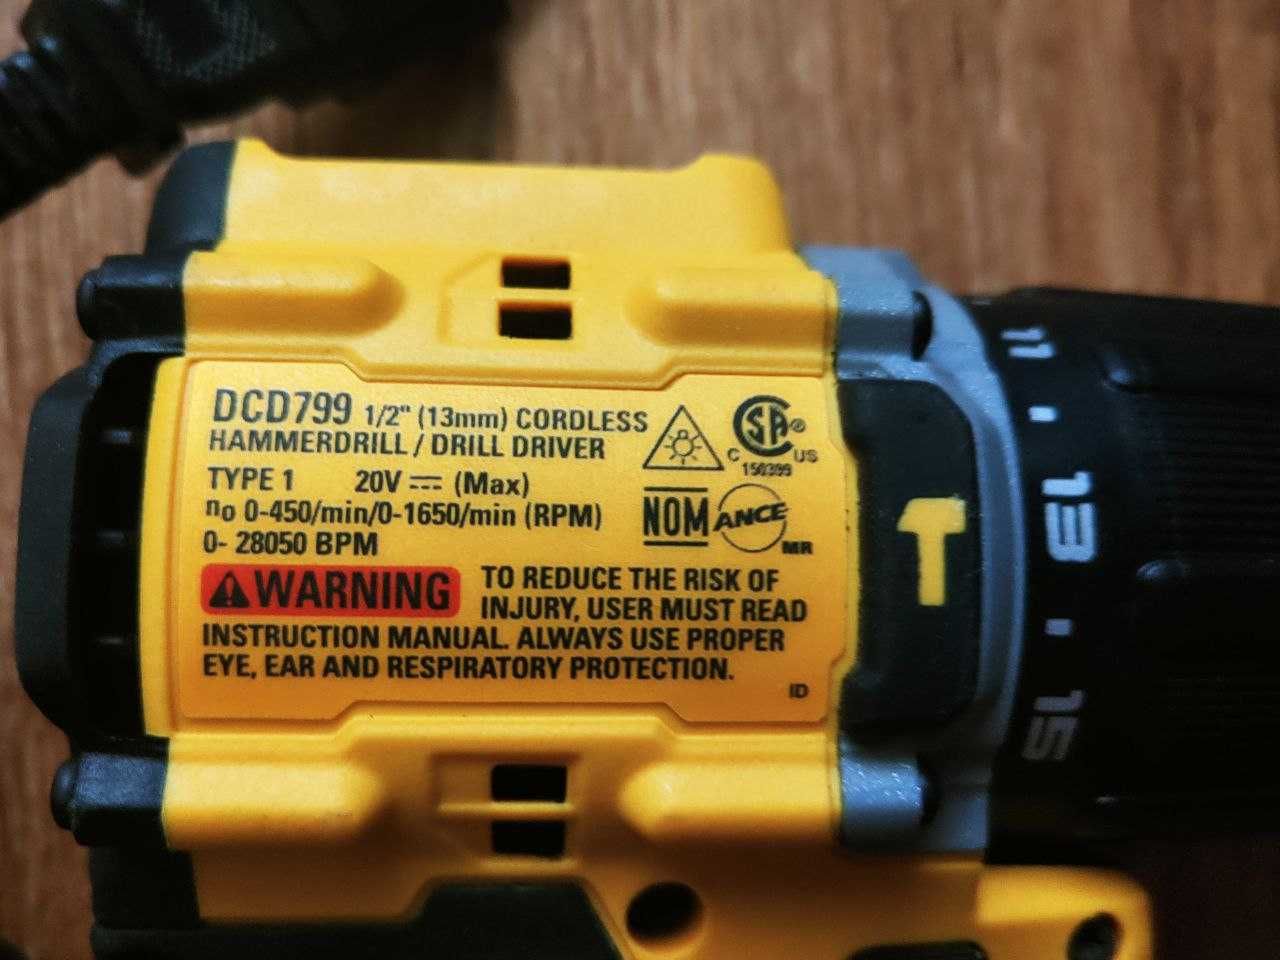 DCD799 1/2" (13mm) CORDLESS
HAMMERDRILL / DRILL DRIVER
TYPE 1 20V ⎓ (Max)
no 0-450/min/0-1650/min (RPM)
0- 28050 BPM
C SA ® US
150399
NOM ANCE MR
⚠WARNING TO REDUCE THE RISK OF
INJURY, USER MUST READ
INSTRUCTION MANUAL. ALWAYS USE PROPER
EYE, EAR AND RESPIRATORY PROTECTION.
ID
11
13
15